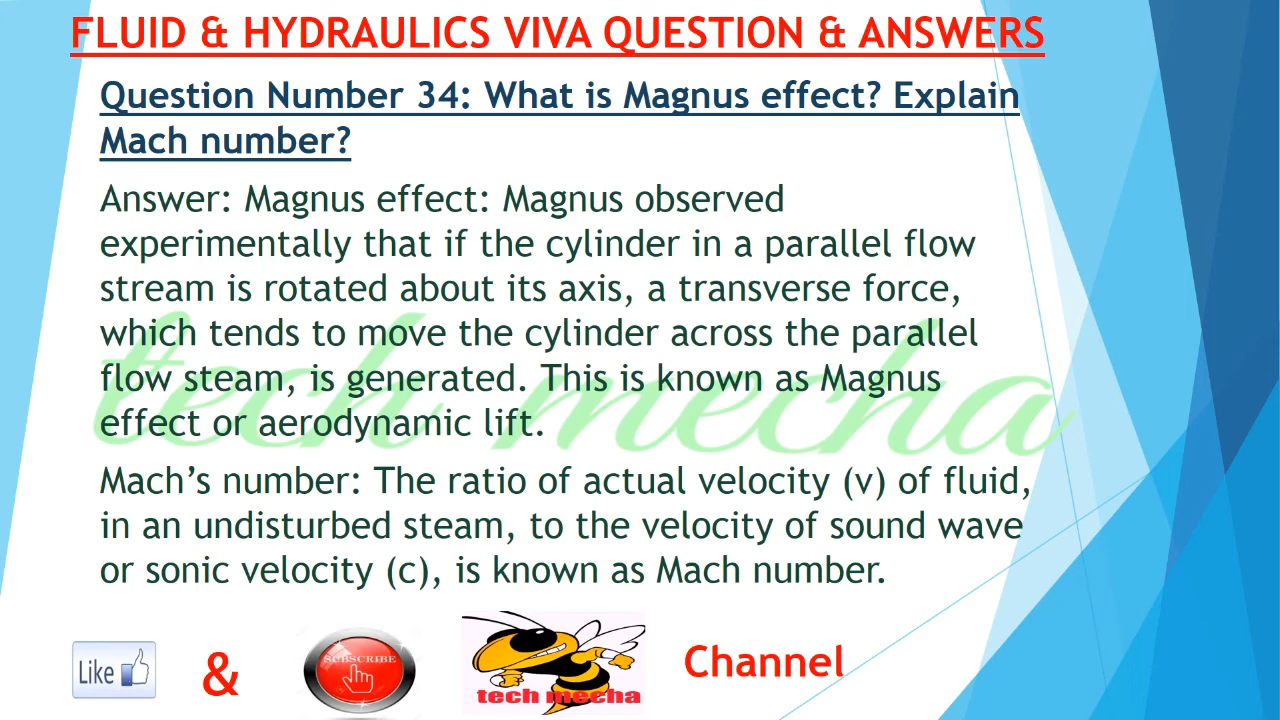 FLUID & HYDRAULICS VIVA QUESTION & ANSWERS
Question Number 34: What is Magnus effect? Explain
Mach number?
Answer: Magnus effect: Magnus observed
experimentally that if the cylinder in a parallel flow
stream is rotated about its axis, a transverse force,
which tends to move the cylinder across the parallel
flow steam, is generated. This is known as Magnus
effect or aerodynamic lift.
tech mecha
Mach’s number: The ratio of actual velocity (v) of fluid,
in an undisturbed steam, to the velocity of sound wave
or sonic velocity (c), is known as Mach number.
Like & SUBSCRIBE tech mecha Channel